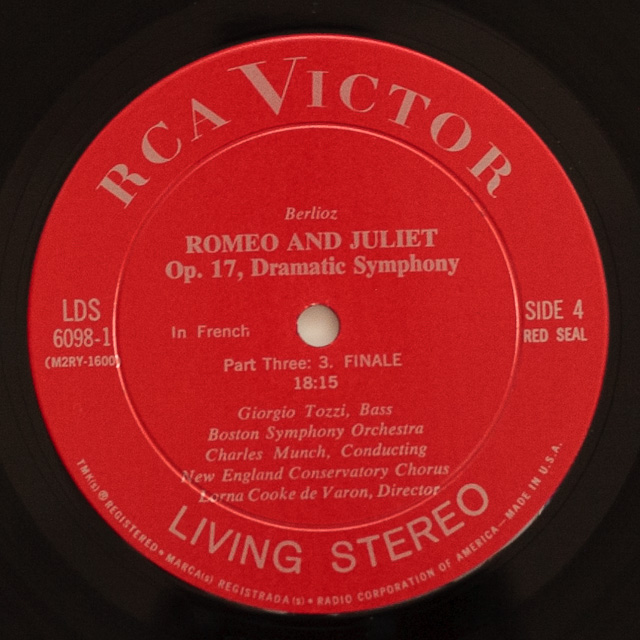 RCA VICTOR
Berlioz
ROMEO AND JULIET
Op. 17, Dramatic Symphony
LDS
6098-1
(M2RY-1600)
SIDE 4
RED SEAL
In French
Part Three: 3. FINALE
18:15
Giorgio Tozzi, Bass
Boston Symphony Orchestra
Charles Munch, Conducting
New England Conservatory Chorus
Lorna Cooke de Varon, Director
LIVING STEREO
TMK(s) ® REGISTERED • MARCA(s) REGISTRADA(s) • RADIO CORPORATION OF AMERICA—MADE IN U.S.A.